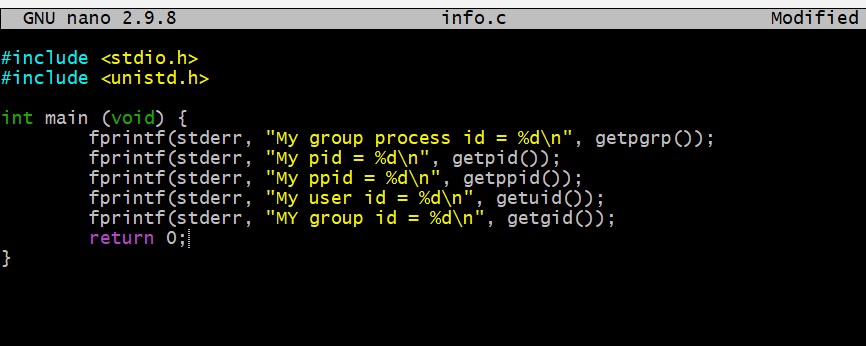 GNU nano 2.9.8 info.c Modified
#include <stdio.h>
#include <unistd.h>
int main (void) {
fprintf(stderr, "My group process id = %d\n", getpgrp());
fprintf(stderr, "My pid = %d\n", getpid());
fprintf(stderr, "My ppid = %d\n", getppid());
fprintf(stderr, "My user id = %d\n", getuid());
fprintf(stderr, "MY group id = %d\n", getgid());
return 0;
}